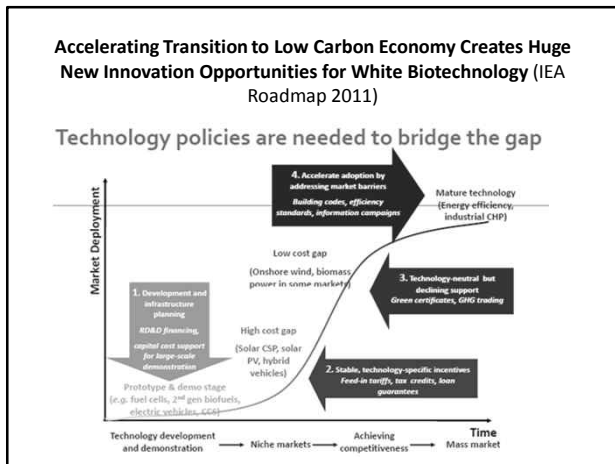 Accelerating Transition to Low Carbon Economy Creates Huge
New Innovation Opportunities for White Biotechnology (IEA
Roadmap 2011)
Technology policies are needed to bridge the gap
Market Deployment
4. Accelerate adoption by
addressing market barriers
Building codes, efficiency
standards, information campaigns
Mature technology
(Energy efficiency,
industrial CHP)
Low cost gap
(Onshore wind, biomass
power in some markets)
3. Technology-neutral but
declining support
Green certificates, GHG trading
1. Development and
infrastructure
planning
RD&D financing,
capital cost support
for large-scale
demonstration
High cost gap
(Solar CSP, solar
PV, hybrid
vehicles)
2. Stable, technology-specific incentives
Feed-in tariffs, tax credits, loan
guarantees
Prototype & demo stage
(e.g. fuel cells, 2nd gen biofuels,
electric vehicles, CCS)
Time
Technology development
and demonstration
Niche markets
Achieving
competitiveness
Mass market